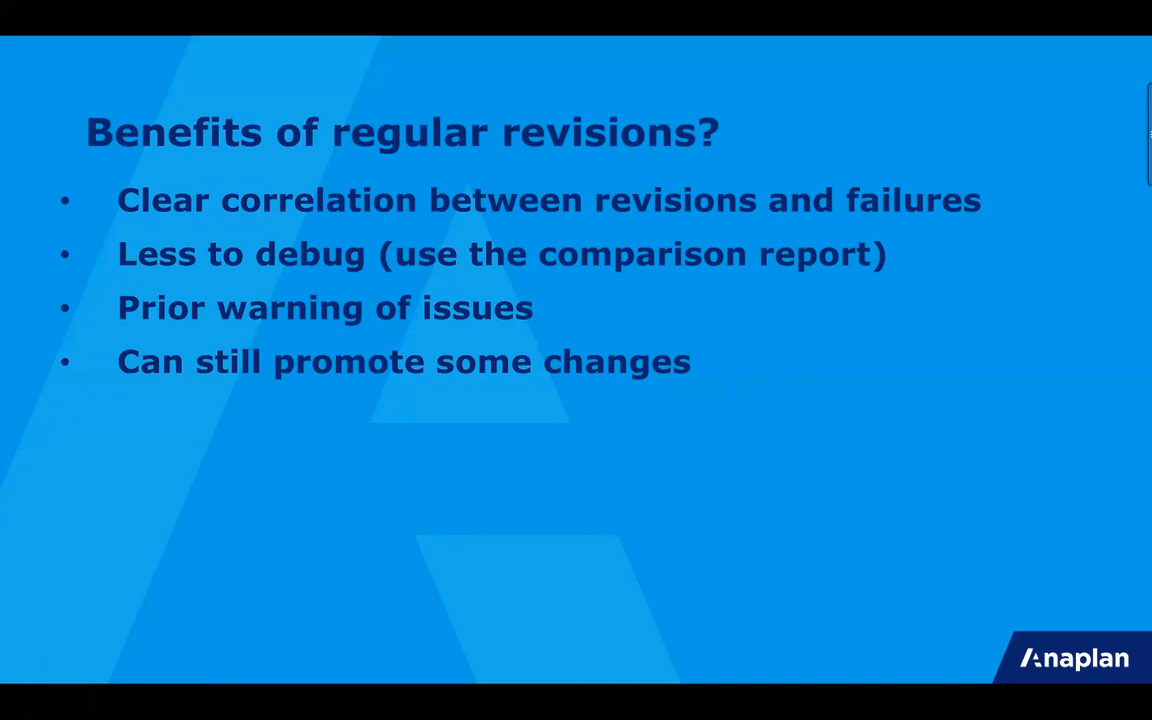 Benefits of regular revisions?
• Clear correlation between revisions and failures
• Less to debug (use the comparison report)
• Prior warning of issues
• Can still promote some changes
Anaplan